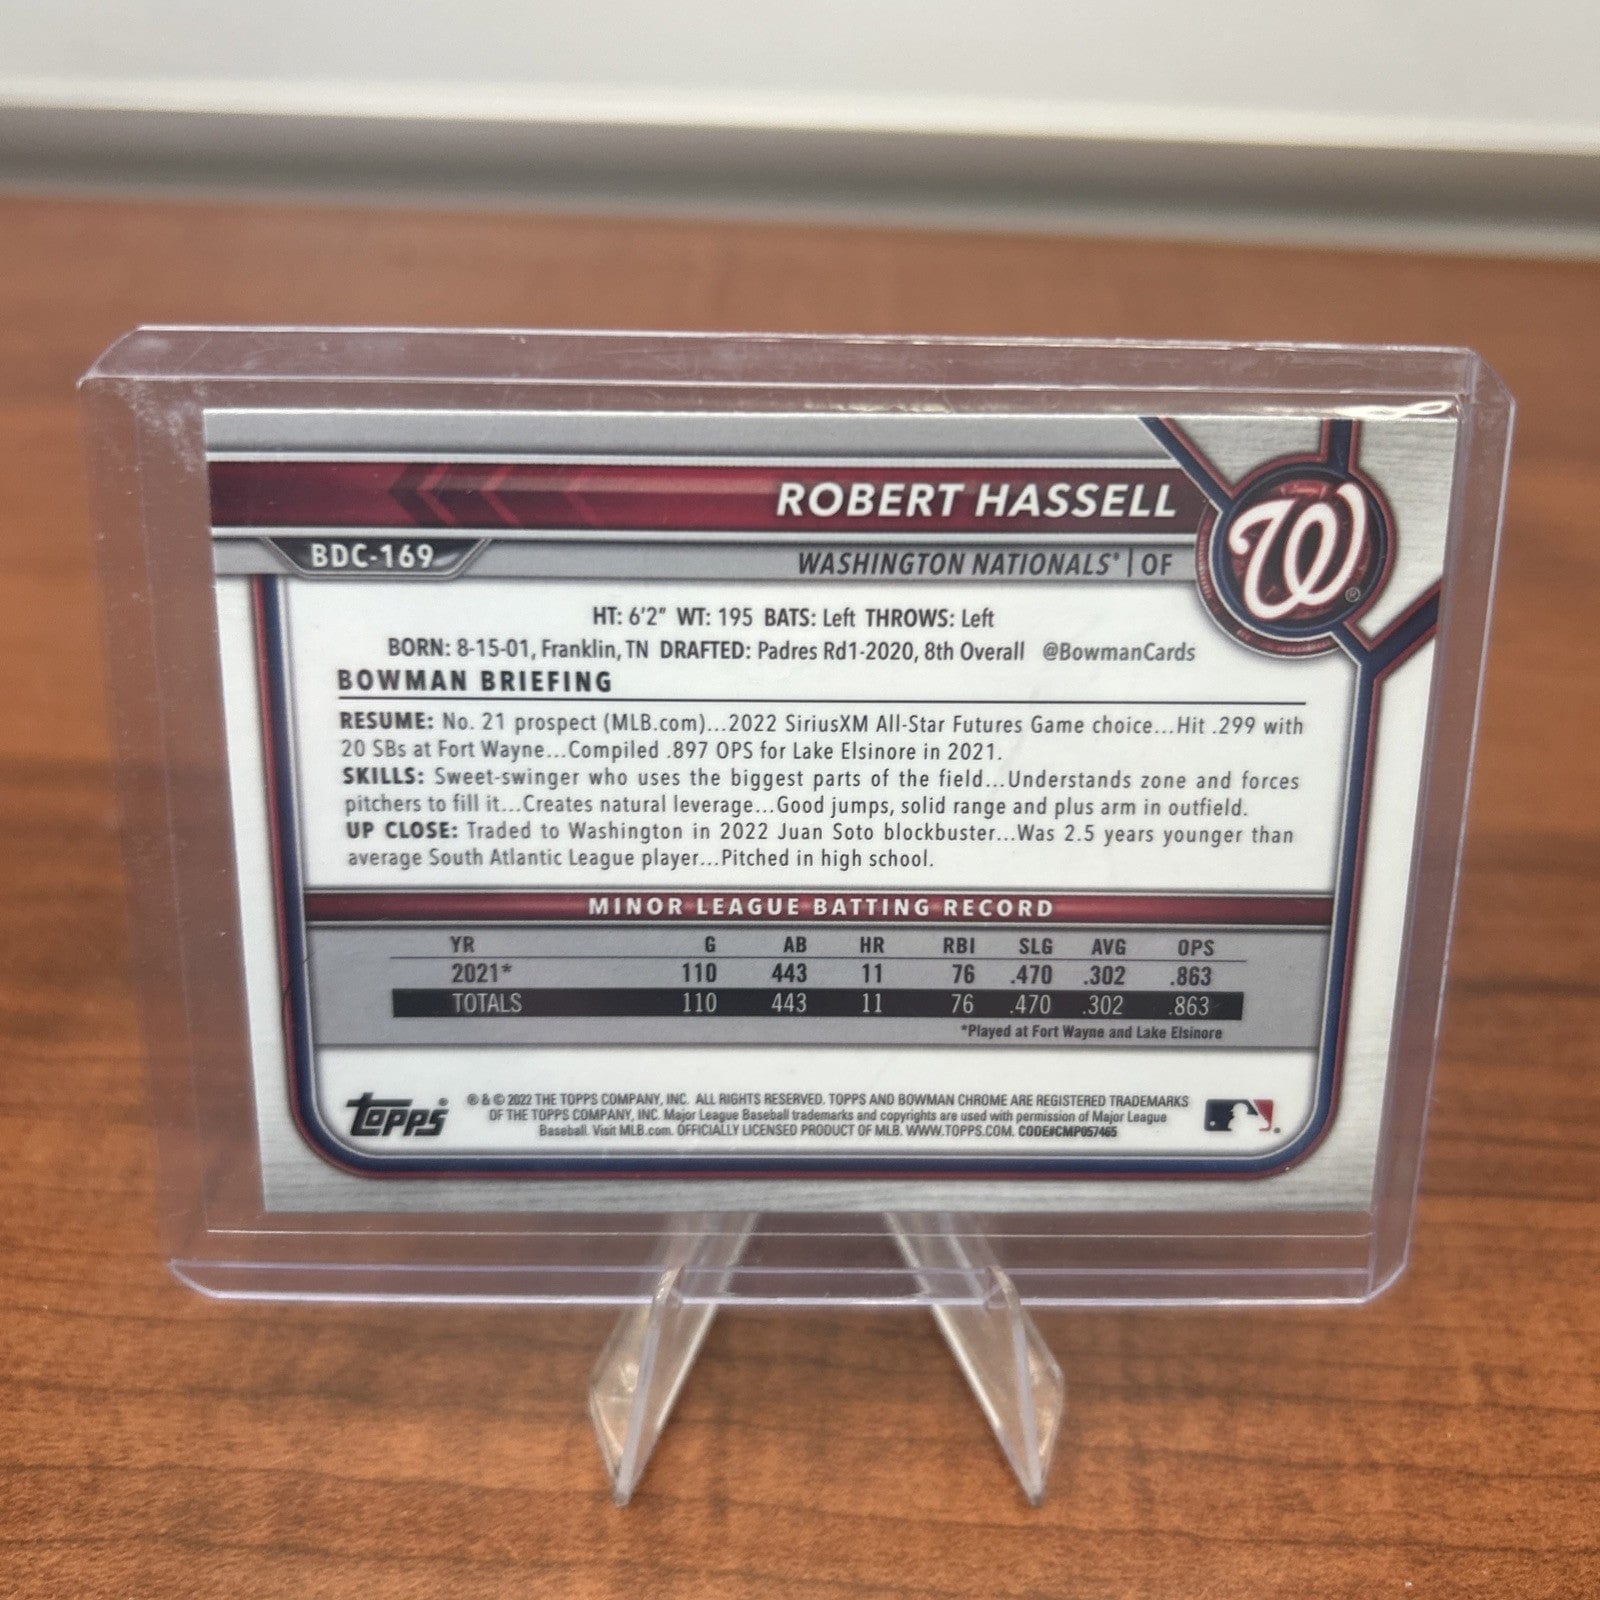 ROBERT HASSELL
BDC-169
WASHINGTON NATIONALS® | OF
W®
HT: 6'2" WT: 195 BATS: Left THROWS: Left
BORN: 8-15-01, Franklin, TN DRAFTED: Padres Rd1-2020, 8th Overall @BowmanCards
BOWMAN BRIEFING
RESUME: No. 21 prospect (MLB.com)...2022 SiriusXM All-Star Futures Game choice...Hit .299 with
20 SBs at Fort Wayne...Compiled .897 OPS for Lake Elsinore in 2021.
SKILLS: Sweet-swinger who uses the biggest parts of the field...Understands zone and forces
pitchers to fill it...Creates natural leverage...Good jumps, solid range and plus arm in outfield.
UP CLOSE: Traded to Washington in 2022 Juan Soto blockbuster...Was 2.5 years younger than
average South Atlantic League player...Pitched in high school.
MINOR LEAGUE BATTING RECORD
YR G AB HR RBI SLG AVG OPS
2021* 110 443 11 76 .470 .302 .863
TOTALS 110 443 11 76 .470 .302 .863
*Played at Fort Wayne and Lake Elsinore
topps
® & © 2022 THE TOPPS COMPANY, INC. ALL RIGHTS RESERVED. TOPPS AND BOWMAN CHROME ARE REGISTERED TRADEMARKS
OF THE TOPPS COMPANY, INC. Major League Baseball trademarks and copyrights are used with permission of Major League
Baseball. Visit MLB.com. OFFICIALLY LICENSED PRODUCT OF MLB. WWW.TOPPS.COM. CODE#CMP057465